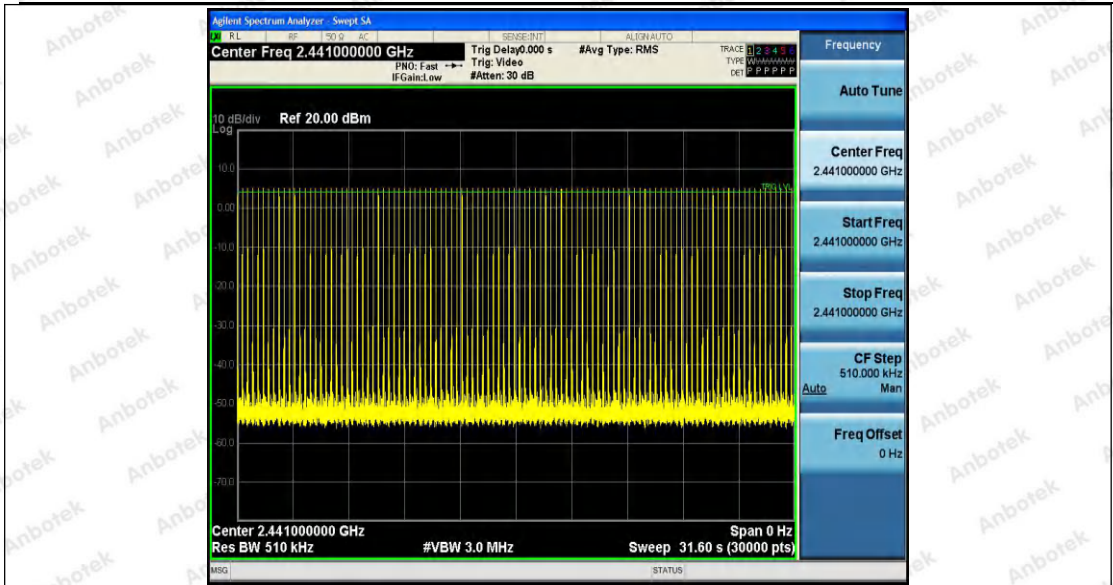 Agilent Spectrum Analyzer - Swept SA
LXI RL RF 50 Ω AC SENSE:INT ALIGN AUTO
Center Freq 2.441000000 GHz
PNO: Fast
IFGain:Low
Trig Delay0.000 s
Trig: Video
#Atten: 30 dB
#Avg Type: RMS
TRACE 1 2 3 4 5 6
TYPE WWWWWW
DET P P P P P P
10 dB/div Ref 20.00 dBm
Log
10.0
TRIG LVL
0.00
-10.0
-20.0
-30.0
-40.0
-50.0
-60.0
-70.0
Center 2.441000000 GHz Span 0 Hz
Res BW 510 kHz #VBW 3.0 MHz Sweep 31.60 s (30000 pts)
MSG STATUS
Frequency
Auto Tune
Center Freq
2.441000000 GHz
Start Freq
2.441000000 GHz
Stop Freq
2.441000000 GHz
CF Step
510.000 kHz
Auto Man
Freq Offset
0 Hz
Anbotek